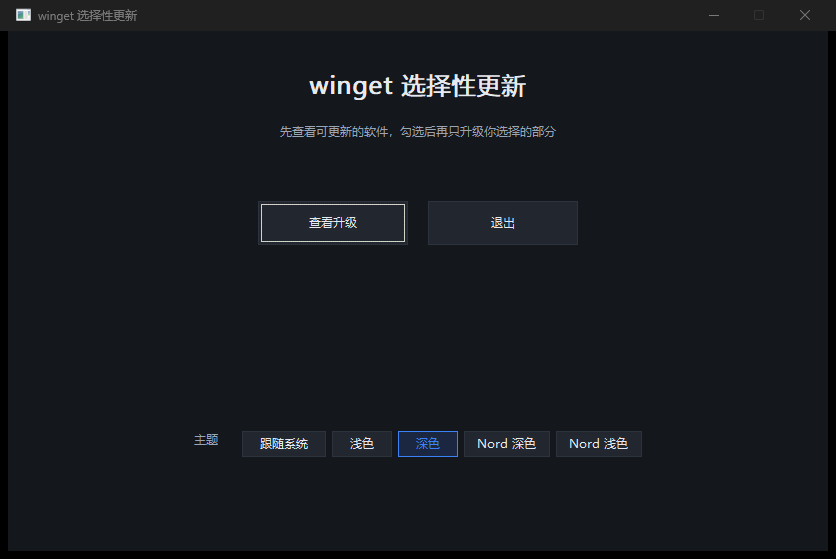 winget 选择性更新
winget 选择性更新
先查看可更新的软件，勾选后再只升级你选择的部分
查看升级 退出
主题 跟随系统 浅色 深色 Nord 深色 Nord 浅色